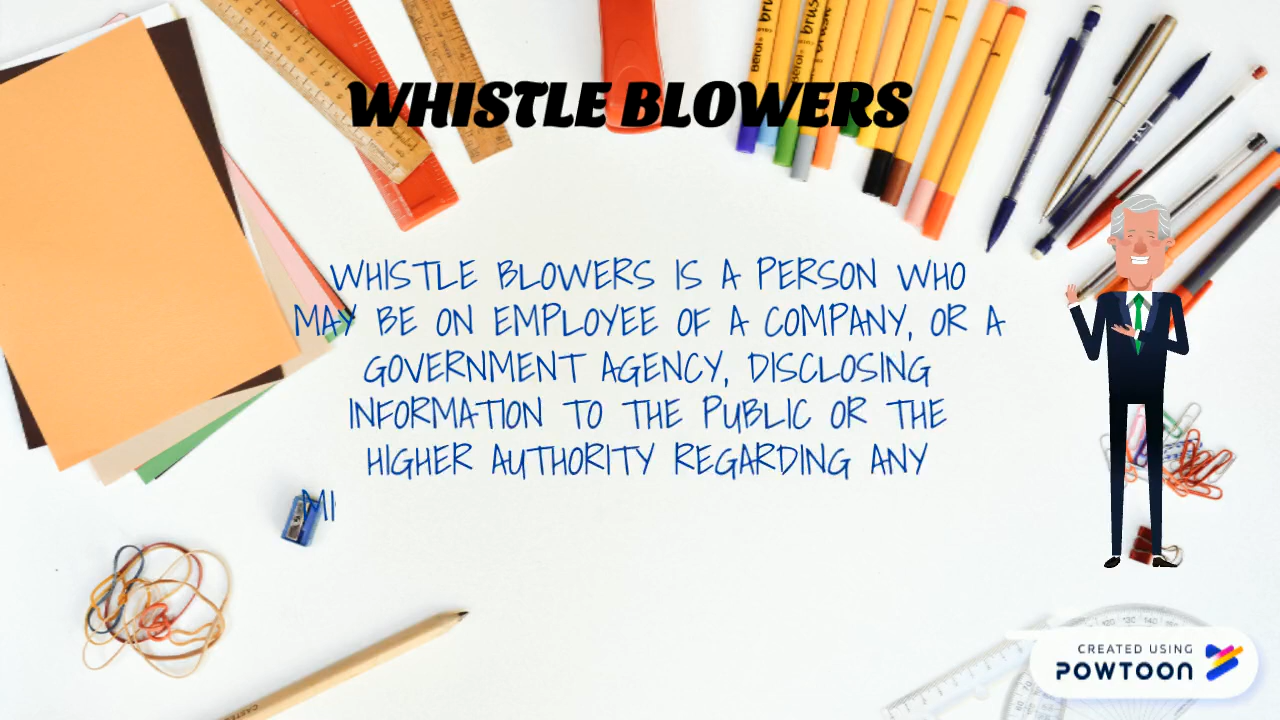 WHISTLE BLOWERS
WHISTLE BLOWERS IS A PERSON WHO
MAY BE ON EMPLOYEE OF A COMPANY, OR A
GOVERNMENT AGENCY, DISCLOSING
INFORMATION TO THE PUBLIC OR THE
HIGHER AUTHORITY REGARDING ANY
MI
CREATED USING
POWTOON